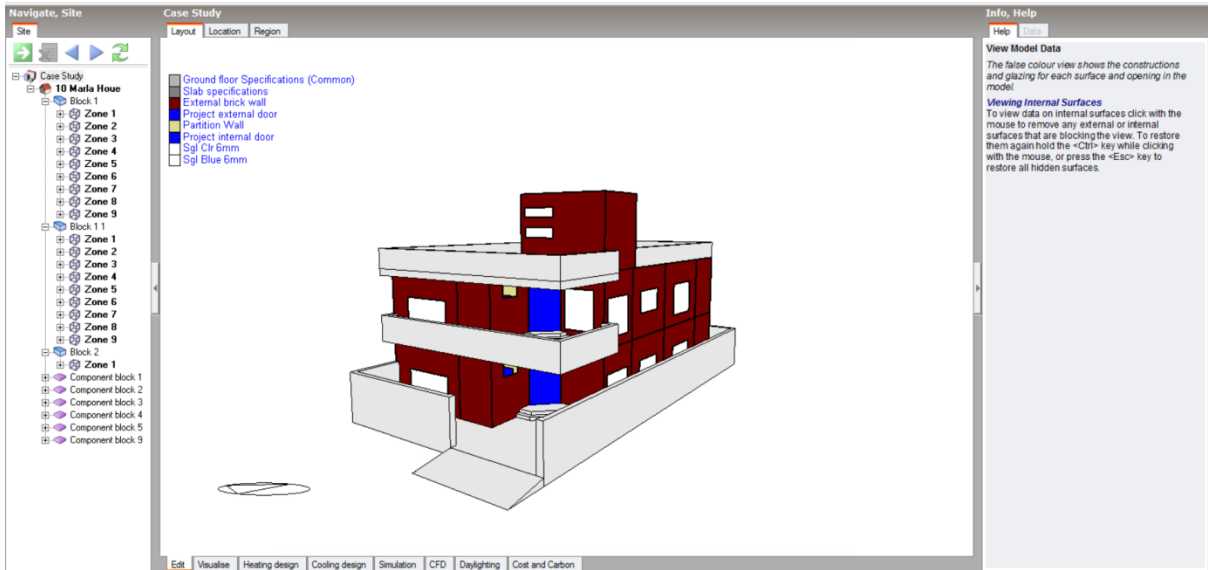 Navigate, Site
Site
Case Study
10 Marla Houe
Block 1
Zone 1
Zone 2
Zone 3
Zone 4
Zone 5
Zone 6
Zone 7
Zone 8
Zone 9
Block 1 1
Zone 1
Zone 2
Zone 3
Zone 4
Zone 5
Zone 6
Zone 7
Zone 8
Zone 9
Block 2
Zone 1
Component block 1
Component block 2
Component block 3
Component block 4
Component block 5
Component block 9
Case Study
Layout Location Region
Ground floor Specifications (Common)
Slab specifications
External brick wall
Project external door
Partition Wall
Project internal door
Sgl Clr 6mm
Sgl Blue 6mm
Edit Visualise Heating design Cooling design Simulation CFD Daylighting Cost and Carbon
Info, Help
Help Data
View Model Data
The false colour view shows the constructions
and glazing for each surface and opening in the
model.
Viewing Internal Surfaces
To view data on internal surfaces click with the
mouse to remove any external or internal
surfaces that are blocking the view. To restore
them again hold the <Ctrl> key while clicking
with the mouse, or press the <Esc> key to
restore all hidden surfaces.